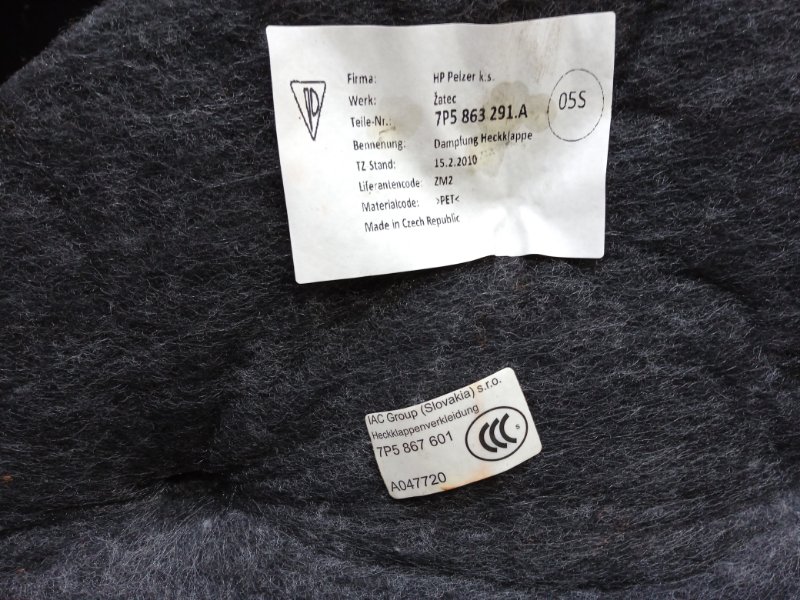 Firma: HP Pelzer k.s.
Werk: Žatec
Teile-Nr.: 7P5 863 291.A
05S
Bennenung: Dampfung Heckklappe
TZ Stand: 15.2.2010
Liferantencode: ZM2
Materialcode: >PET<
Made in Czech Republic
IAC Group (Slovakia) s.r.o.
Heckklappenverkleidung
7P5 867 601
CCC S
A047720